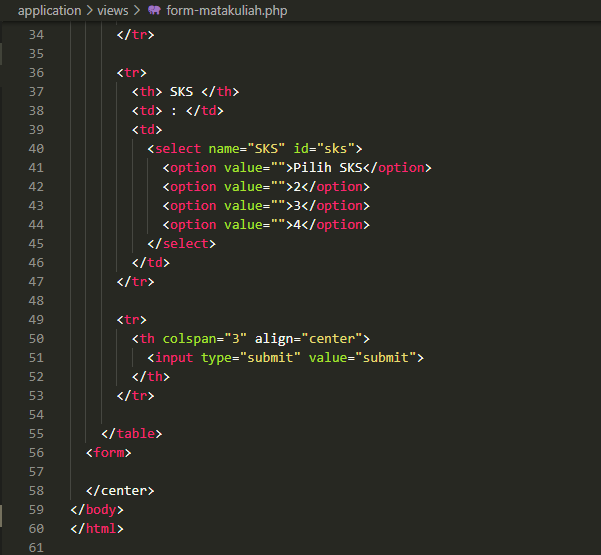 application > views > form-matakuliah.php
34 </tr>
35
36 <tr>
37 <th> SKS </th>
38 <td> : </td>
39 <td>
40 <select name="SKS" id="sks">
41 <option value="">Pilih SKS</option>
42 <option value="">2</option>
43 <option value="">3</option>
44 <option value="">4</option>
45 </select>
46 </td>
47 </tr>
48
49 <tr>
50 <th colspan="3" align="center">
51 <input type="submit" value="submit">
52 </th>
53 </tr>
54
55 </table>
56 <form>
57
58 </center>
59 </body>
60 </html>
61